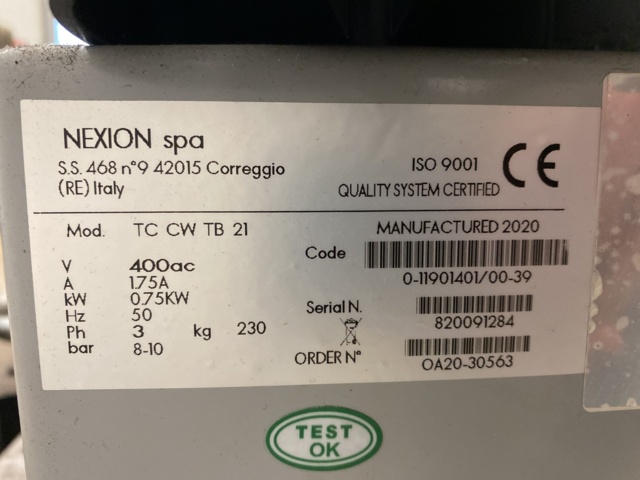 NEXION spa
S.S. 468 n°9 42015 Correggio
(RE) Italy
ISO 9001
QUALITY SYSTEM CERTIFIED
CE
Mod. TC CW TB 21
MANUFACTURED 2020
Code
0-11901401/00-39
V 400ac
A 1.75A
kW 0.75KW
Hz 50
Ph 3 kg 230
bar 8-10
Serial N.
820091284
ORDER N°
OA20-30563
TEST
OK